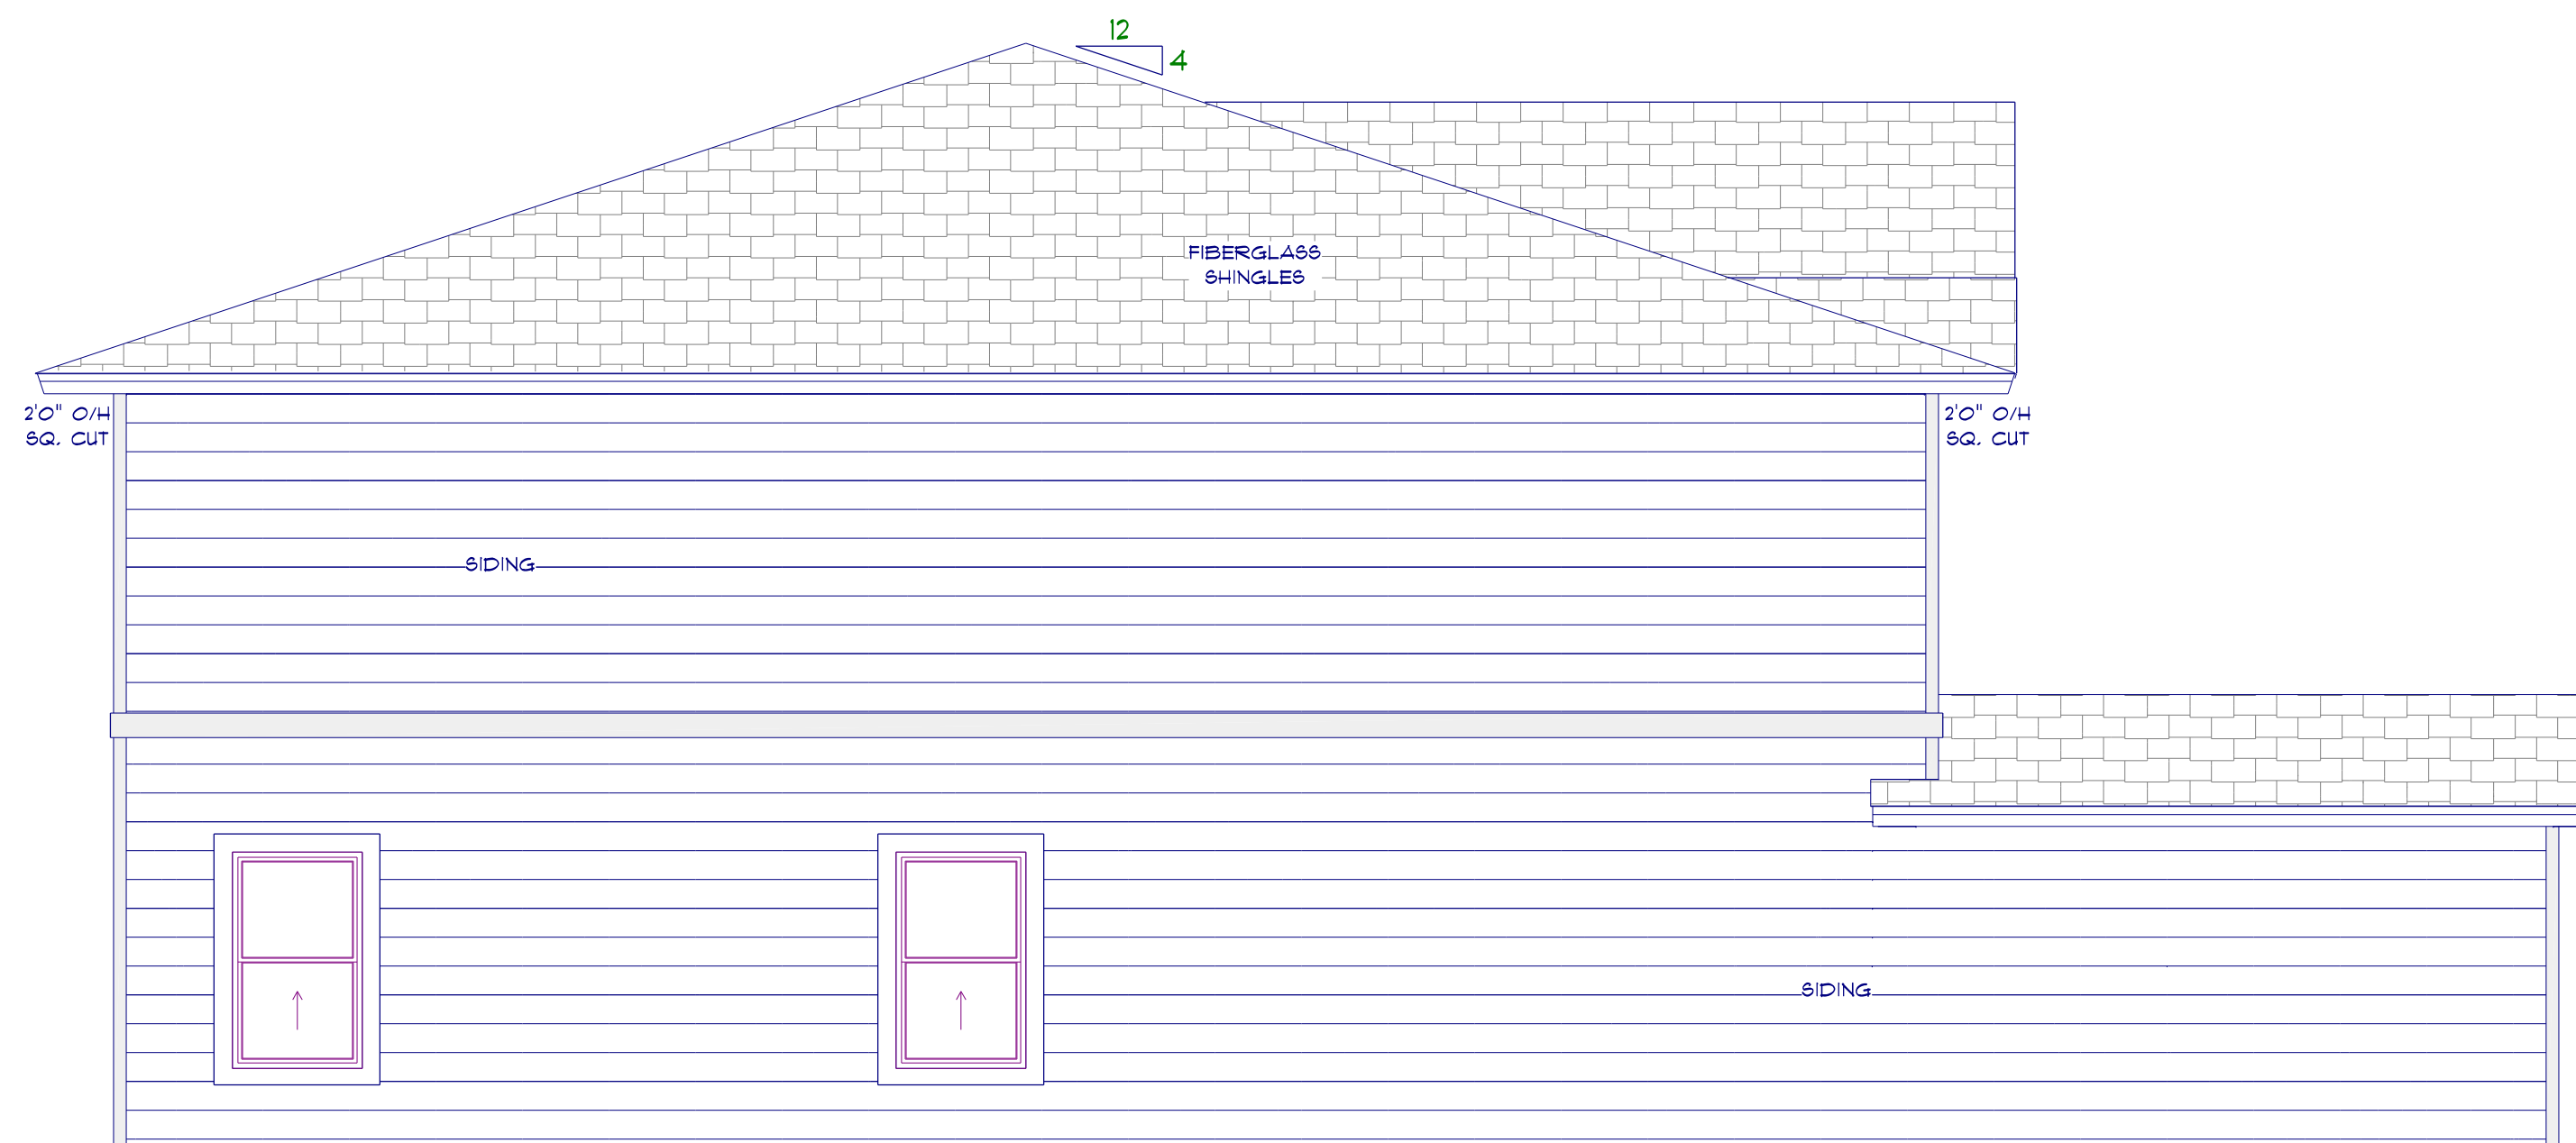 12
4
FIBERGLASS
SHINGLES
2'0" O/H
SQ. CUT
2'0" O/H
SQ. CUT
SIDING
SIDING